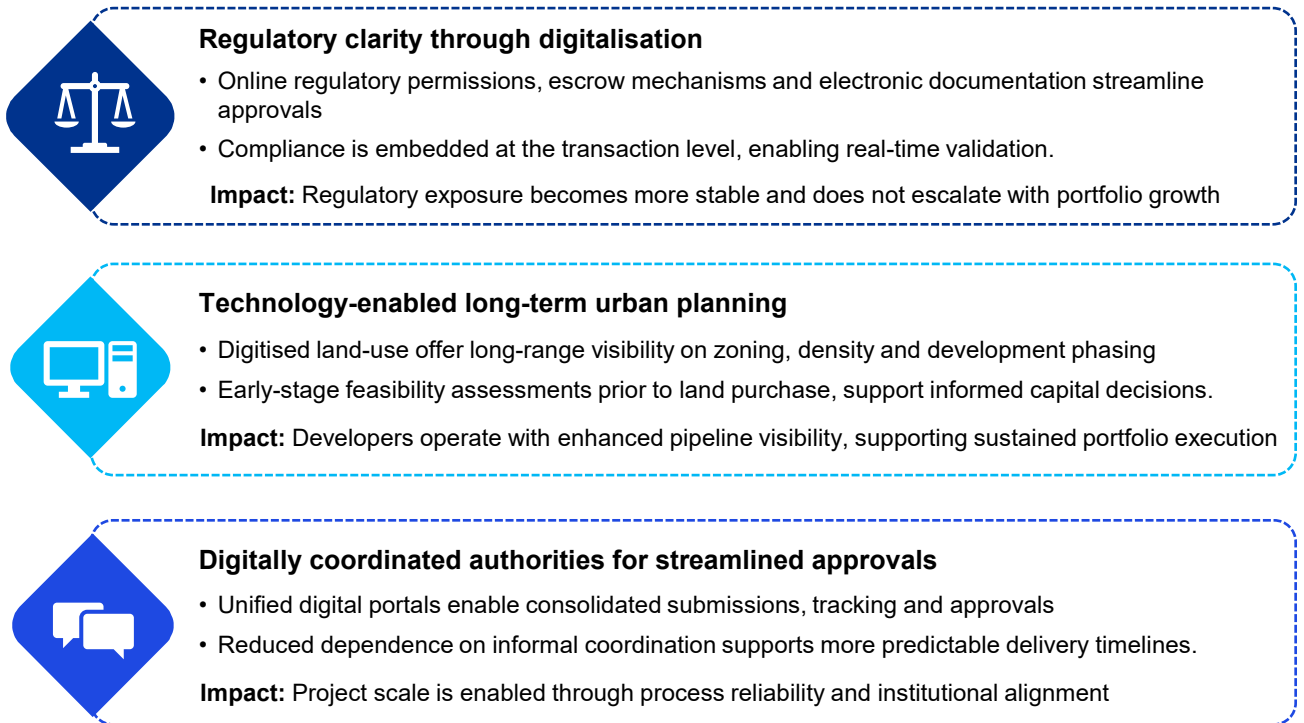 Regulatory clarity through digitalisation
• Online regulatory permissions, escrow mechanisms and electronic documentation streamline
approvals
• Compliance is embedded at the transaction level, enabling real-time validation.
Impact: Regulatory exposure becomes more stable and does not escalate with portfolio growth
Technology-enabled long-term urban planning
• Digitised land-use offer long-range visibility on zoning, density and development phasing
• Early-stage feasibility assessments prior to land purchase, support informed capital decisions.
Impact: Developers operate with enhanced pipeline visibility, supporting sustained portfolio execution
Digitally coordinated authorities for streamlined approvals
• Unified digital portals enable consolidated submissions, tracking and approvals
• Reduced dependence on informal coordination supports more predictable delivery timelines.
Impact: Project scale is enabled through process reliability and institutional alignment